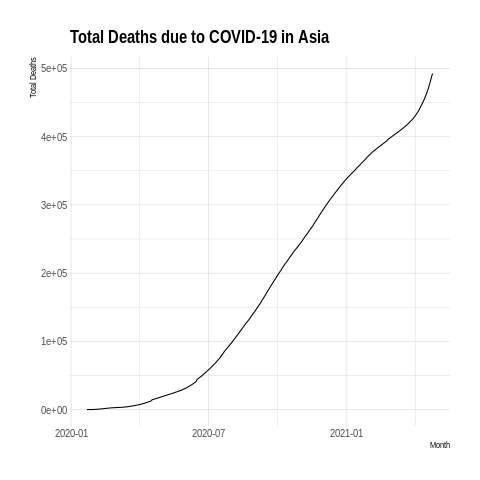 Total Deaths due to COVID-19 in Asia
Total Deaths
5e+05
4e+05
3e+05
2e+05
1e+05
0e+00
2020-01 2020-07 2021-01
Month